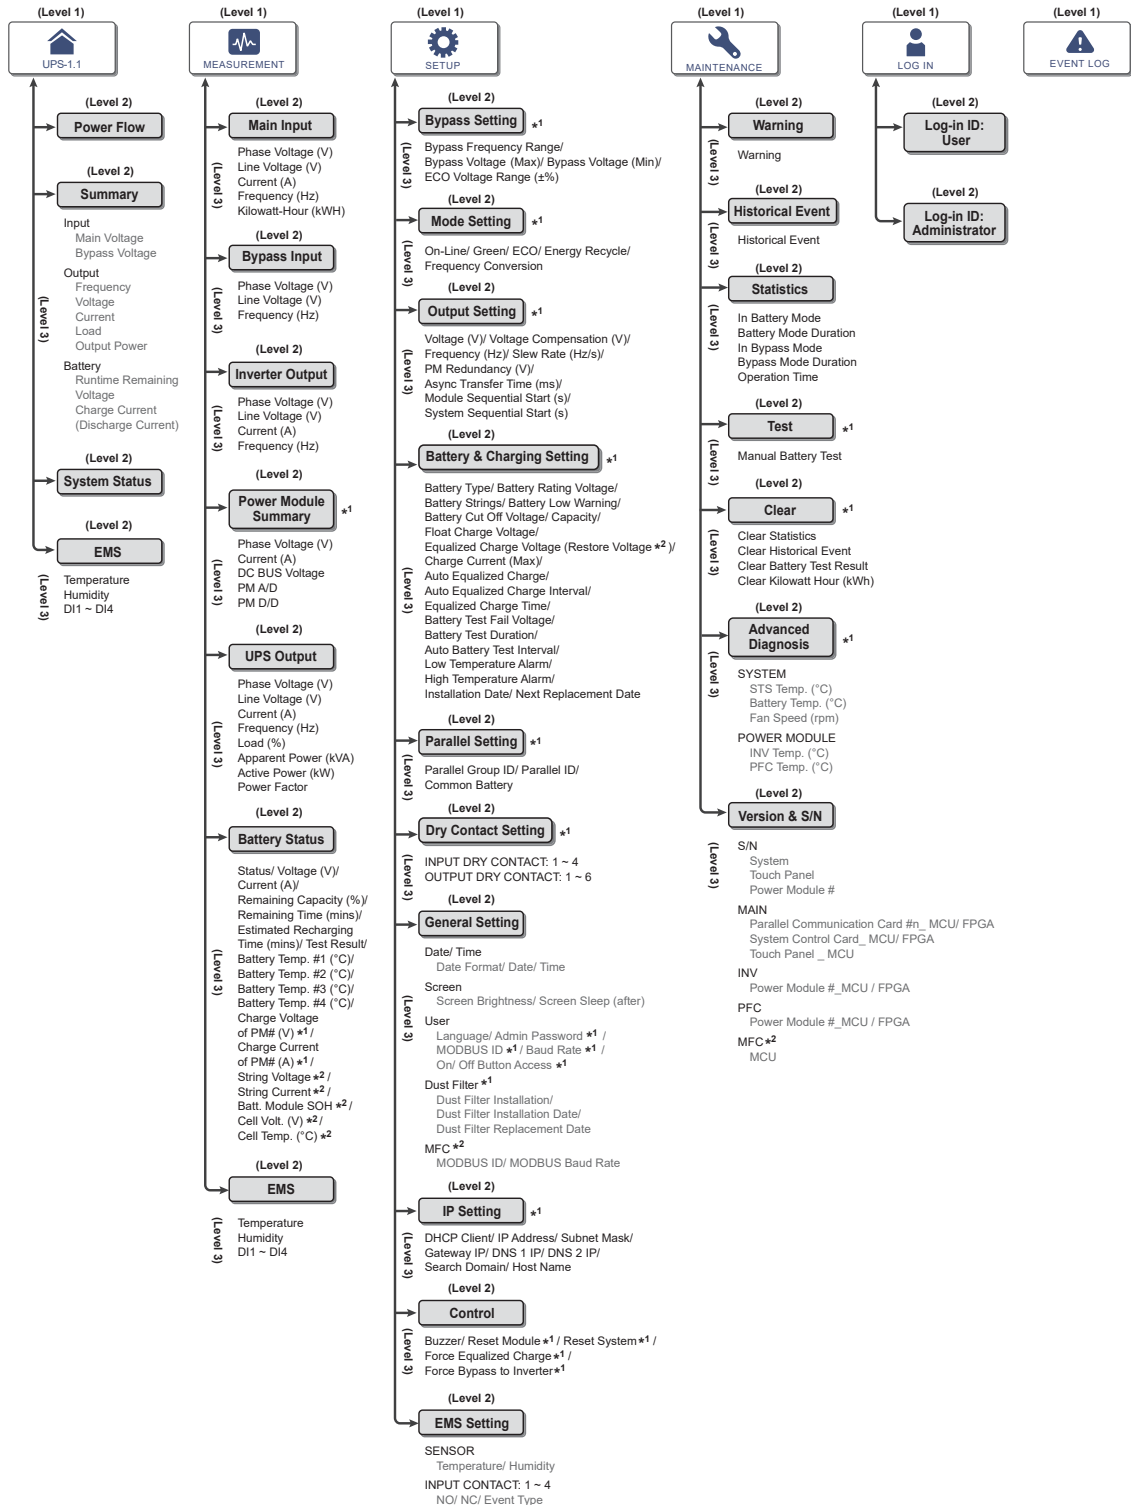 (Level 1)
UPS-1.1
(Level 2)
Power Flow
(Level 2)
Summary
(Level 3)
Input
Main Voltage
Bypass Voltage
Output
Frequency
Voltage
Current
Load
Output Power
Battery
Runtime Remaining
Voltage
Charge Current
(Discharge Current)
(Level 2)
System Status
(Level 2)
EMS
(Level 3)
Temperature
Humidity
DI1 ~ DI4
(Level 1)
MEASUREMENT
(Level 2)
Main Input
(Level 3)
Phase Voltage (V)
Line Voltage (V)
Current (A)
Frequency (Hz)
Kilowatt-Hour (kWH)
(Level 2)
Bypass Input
(Level 3)
Phase Voltage (V)
Line Voltage (V)
Frequency (Hz)
(Level 2)
Inverter Output
(Level 3)
Phase Voltage (V)
Line Voltage (V)
Current (A)
Frequency (Hz)
(Level 2)
Power Module
Summary *1
(Level 3)
Phase Voltage (V)
Current (A)
DC BUS Voltage
PM A/D
PM D/D
(Level 2)
UPS Output
(Level 3)
Phase Voltage (V)
Line Voltage (V)
Current (A)
Frequency (Hz)
Load (%)
Apparent Power (kVA)
Active Power (kW)
Power Factor
(Level 2)
Battery Status
(Level 3)
Status/ Voltage (V)/
Current (A)/
Remaining Capacity (%)/
Remaining Time (mins)/
Estimated Recharging
Time (mins)/ Test Result/
Battery Temp. #1 (°C)/
Battery Temp. #2 (°C)/
Battery Temp. #3 (°C)/
Battery Temp. #4 (°C)/
Charge Voltage
of PM# (V) *1 /
Charge Current
of PM# (A) *1 /
String Voltage *2 /
String Current *2 /
Batt. Module SOH *2 /
Cell Volt. (V) *2 /
Cell Temp. (°C) *2
(Level 2)
EMS
(Level 3)
Temperature
Humidity
DI1 ~ DI4
(Level 1)
SETUP
(Level 2)
Bypass Setting *1
(Level 3)
Bypass Frequency Range/
Bypass Voltage (Max)/ Bypass Voltage (Min)/
ECO Voltage Range (±%)
(Level 2)
Mode Setting *1
(Level 3)
On-Line/ Green/ ECO/ Energy Recycle/
Frequency Conversion
(Level 2)
Output Setting *1
(Level 3)
Voltage (V)/ Voltage Compensation (V)/
Frequency (Hz)/ Slew Rate (Hz/s)/
PM Redundancy (V)/
Async Transfer Time (ms)/
Module Sequential Start (s)/
System Sequential Start (s)
(Level 2)
Battery & Charging Setting *1
(Level 3)
Battery Type/ Battery Rating Voltage/
Battery Strings/ Battery Low Warning/
Battery Cut Off Voltage/ Capacity/
Float Charge Voltage/
Equalized Charge Voltage (Restore Voltage *2 )/
Charge Current (Max)/
Auto Equalized Charge/
Auto Equalized Charge Interval/
Equalized Charge Time/
Battery Test Fail Voltage/
Battery Test Duration/
Auto Battery Test Interval/
Low Temperature Alarm/
High Temperature Alarm/
Installation Date/ Next Replacement Date
(Level 2)
Parallel Setting *1
(Level 3)
Parallel Group ID/ Parallel ID/
Common Battery
(Level 2)
Dry Contact Setting *1
(Level 3)
INPUT DRY CONTACT: 1 ~ 4
OUTPUT DRY CONTACT: 1 ~ 6
(Level 2)
General Setting
(Level 3)
Date/ Time
Date Format/ Date/ Time
Screen
Screen Brightness/ Screen Sleep (after)
User
Language/ Admin Password *1 /
MODBUS ID *1 / Baud Rate *1 /
On/ Off Button Access *1
Dust Filter *1
Dust Filter Installation/
Dust Filter Installation Date/
Dust Filter Replacement Date
MFC *2
MODBUS ID/ MODBUS Baud Rate
(Level 2)
IP Setting *1
(Level 3)
DHCP Client/ IP Address/ Subnet Mask/
Gateway IP/ DNS 1 IP/ DNS 2 IP/
Search Domain/ Host Name
(Level 2)
Control
(Level 3)
Buzzer/ Reset Module *1 / Reset System *1 /
Force Equalized Charge *1 /
Force Bypass to Inverter *1
(Level 2)
EMS Setting
SENSOR
Temperature/ Humidity
INPUT CONTACT: 1 ~ 4
NO/ NC/ Event Type
(Level 1)
MAINTENANCE
(Level 2)
Warning
(Level 3)
Warning
(Level 2)
Historical Event
(Level 3)
Historical Event
(Level 2)
Statistics
(Level 3)
In Battery Mode
Battery Mode Duration
In Bypass Mode
Bypass Mode Duration
Operation Time
(Level 2)
Test *1
(Level 3)
Manual Battery Test
(Level 2)
Clear *1
(Level 3)
Clear Statistics
Clear Historical Event
Clear Battery Test Result
Clear Kilowatt Hour (kWh)
(Level 2)
Advanced
Diagnosis *1
(Level 3)
SYSTEM
STS Temp. (°C)
Battery Temp. (°C)
Fan Speed (rpm)
POWER MODULE
INV Temp. (°C)
PFC Temp. (°C)
(Level 2)
Version & S/N
(Level 3)
S/N
System
Touch Panel
Power Module #
MAIN
Parallel Communication Card #n_ MCU/ FPGA
System Control Card_ MCU/ FPGA
Touch Panel _ MCU
INV
Power Module #_MCU / FPGA
PFC
Power Module #_MCU / FPGA
MFC *2
MCU
(Level 1)
LOG IN
(Level 2)
Log-in ID:
User
(Level 2)
Log-in ID:
Administrator
(Level 1)
EVENT LOG